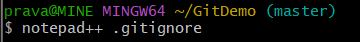 prava@MINE MINGW64 ~/GitDemo (master)
$ notepad++ .gitignore